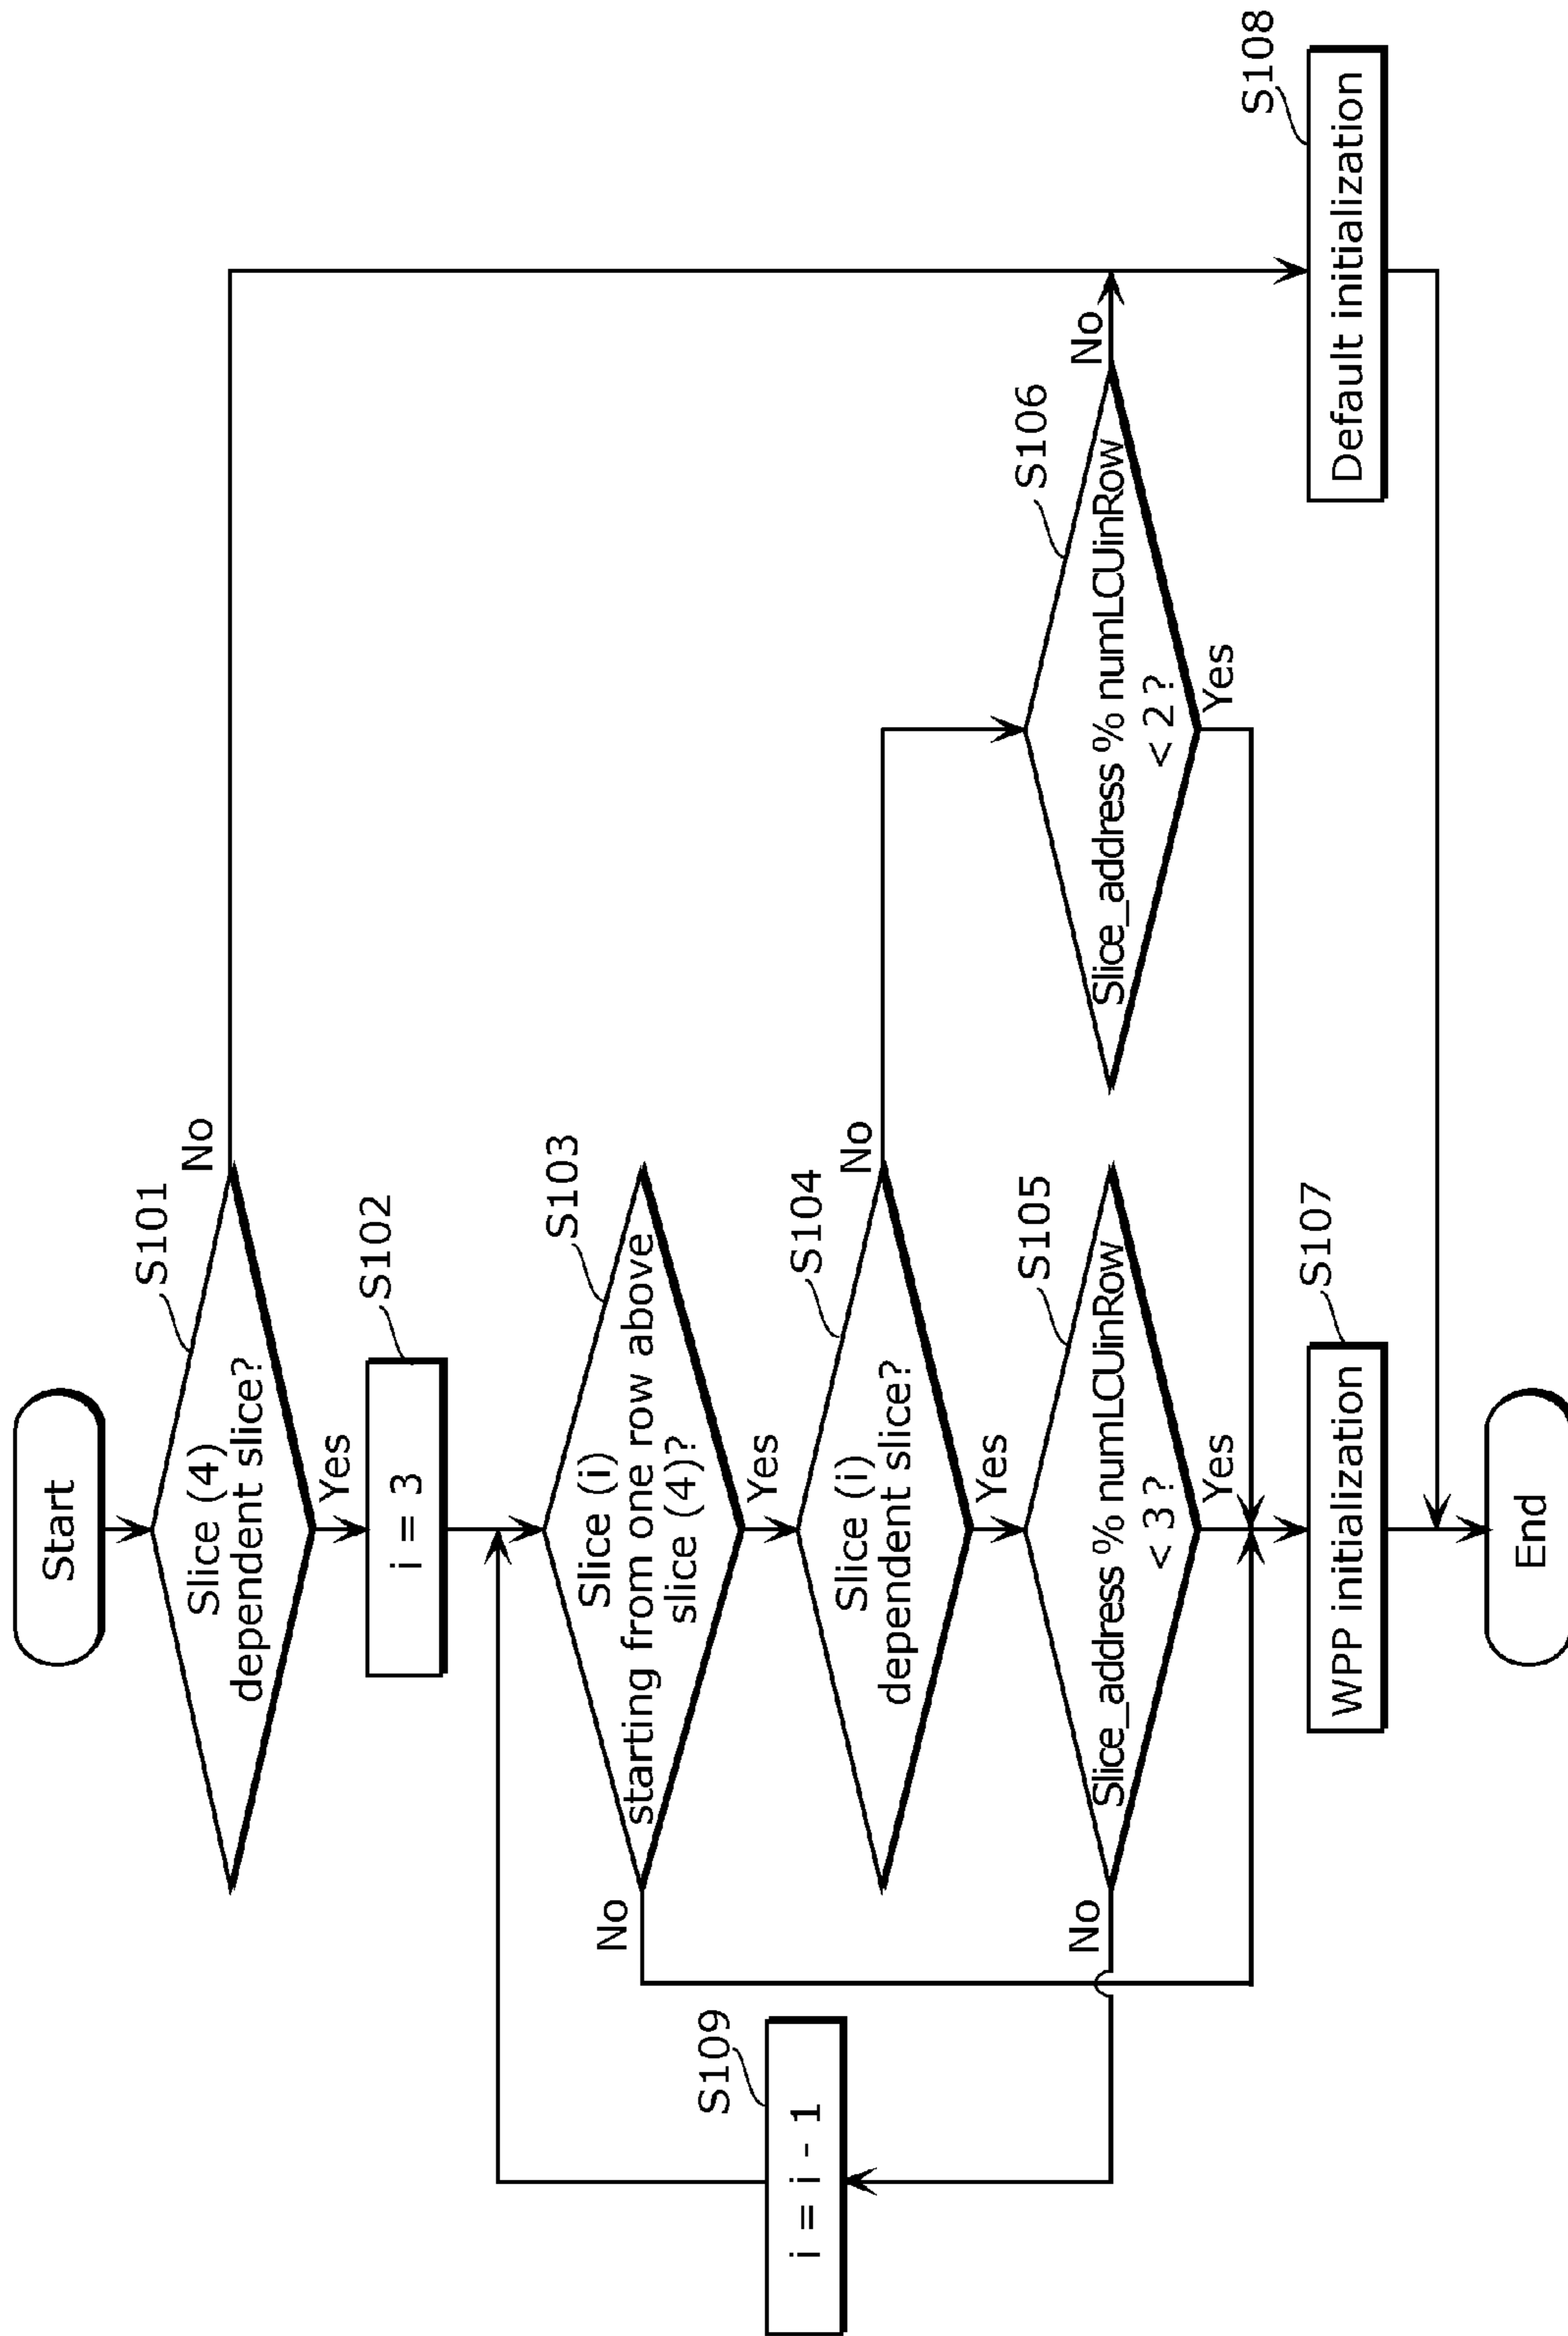 Start
S101
Slice (4)
dependent slice?
No
Yes
S102
i = 3
S103
Slice (i)
starting from one row above
slice (4)?
No
Yes
S104
Slice (i)
dependent slice?
No
Yes
S105
Slice_address % numLCUinRow
< 3 ?
No
Yes
S106
Slice_address % numLCUinRow
< 2 ?
No
Yes
S109
i = i - 1
S107
WPP initialization
S108
Default initialization
End